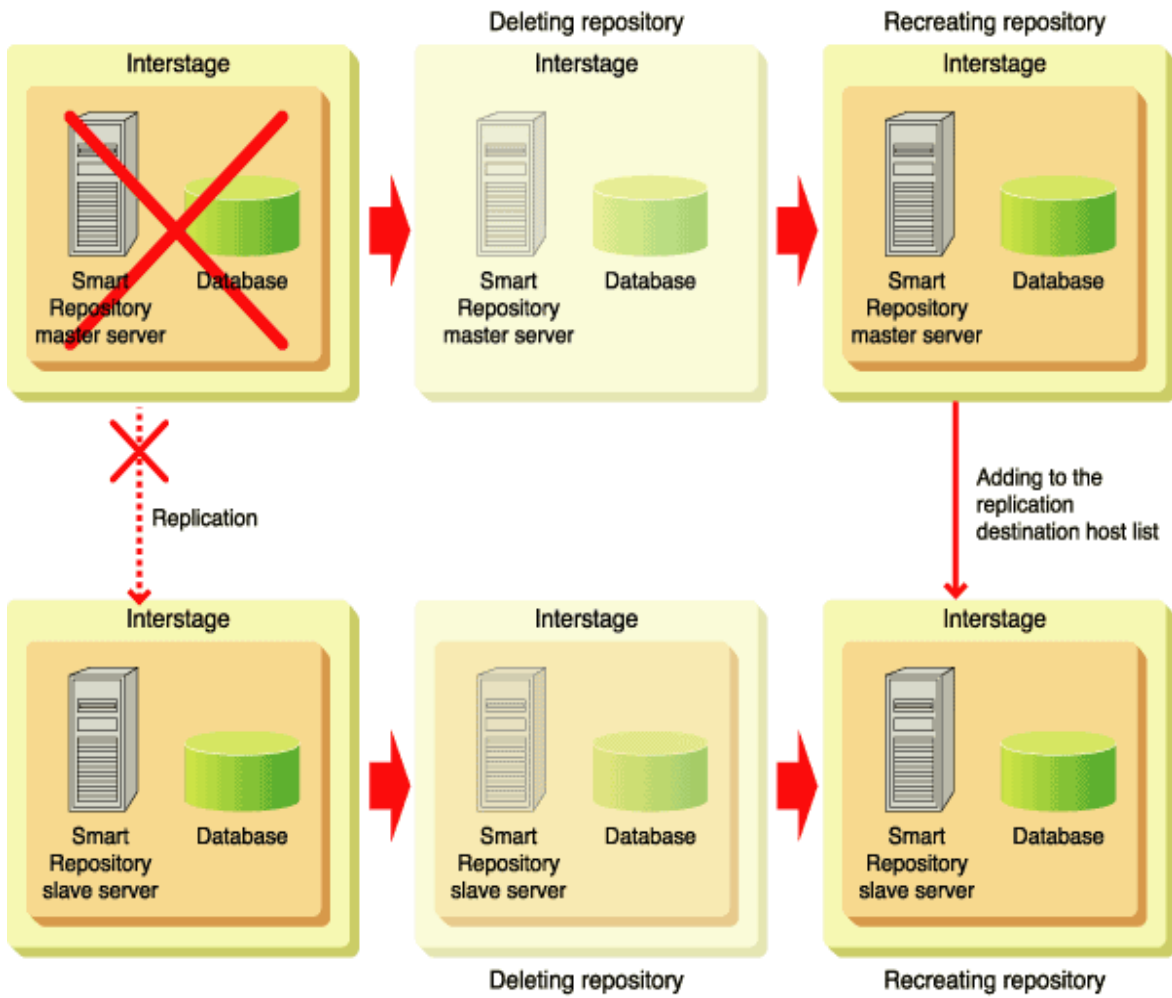 Deleting repository
Recreating repository
Interstage
Interstage
Interstage
Smart
Repository
master server
Database
Smart
Repository
master server
Database
Smart
Repository
master server
Database
Replication
Adding to the
replication
destination host list
Interstage
Interstage
Interstage
Smart
Repository
slave server
Database
Smart
Repository
slave server
Database
Smart
Repository
slave server
Database
Deleting repository
Recreating repository